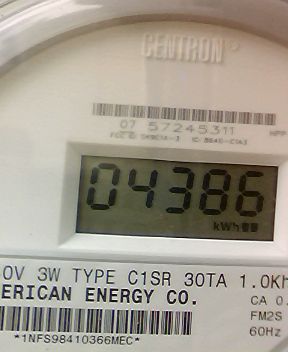 CENTRON®
07 57245311
04386
kWh
0V 3W TYPE C1SR 30TA 1.0Kh
ERICAN ENERGY CO.
CA 0.
FM2S
60Hz
*1NFS98410366MEC*